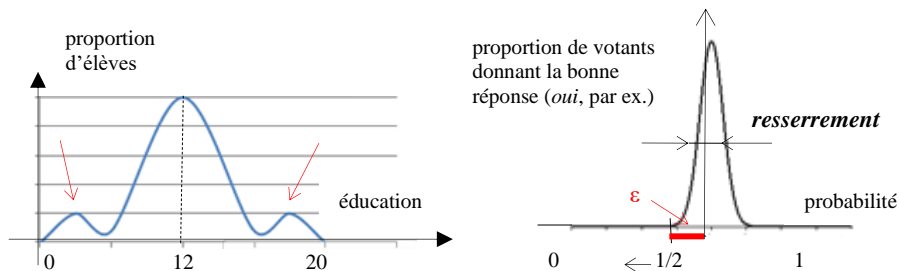 proportion
d’élèves
éducation
0
12
20
proportion de votants
donnant la bonne
réponse (oui, par ex.)
resserrement
ε
probabilité
0
1/2
1